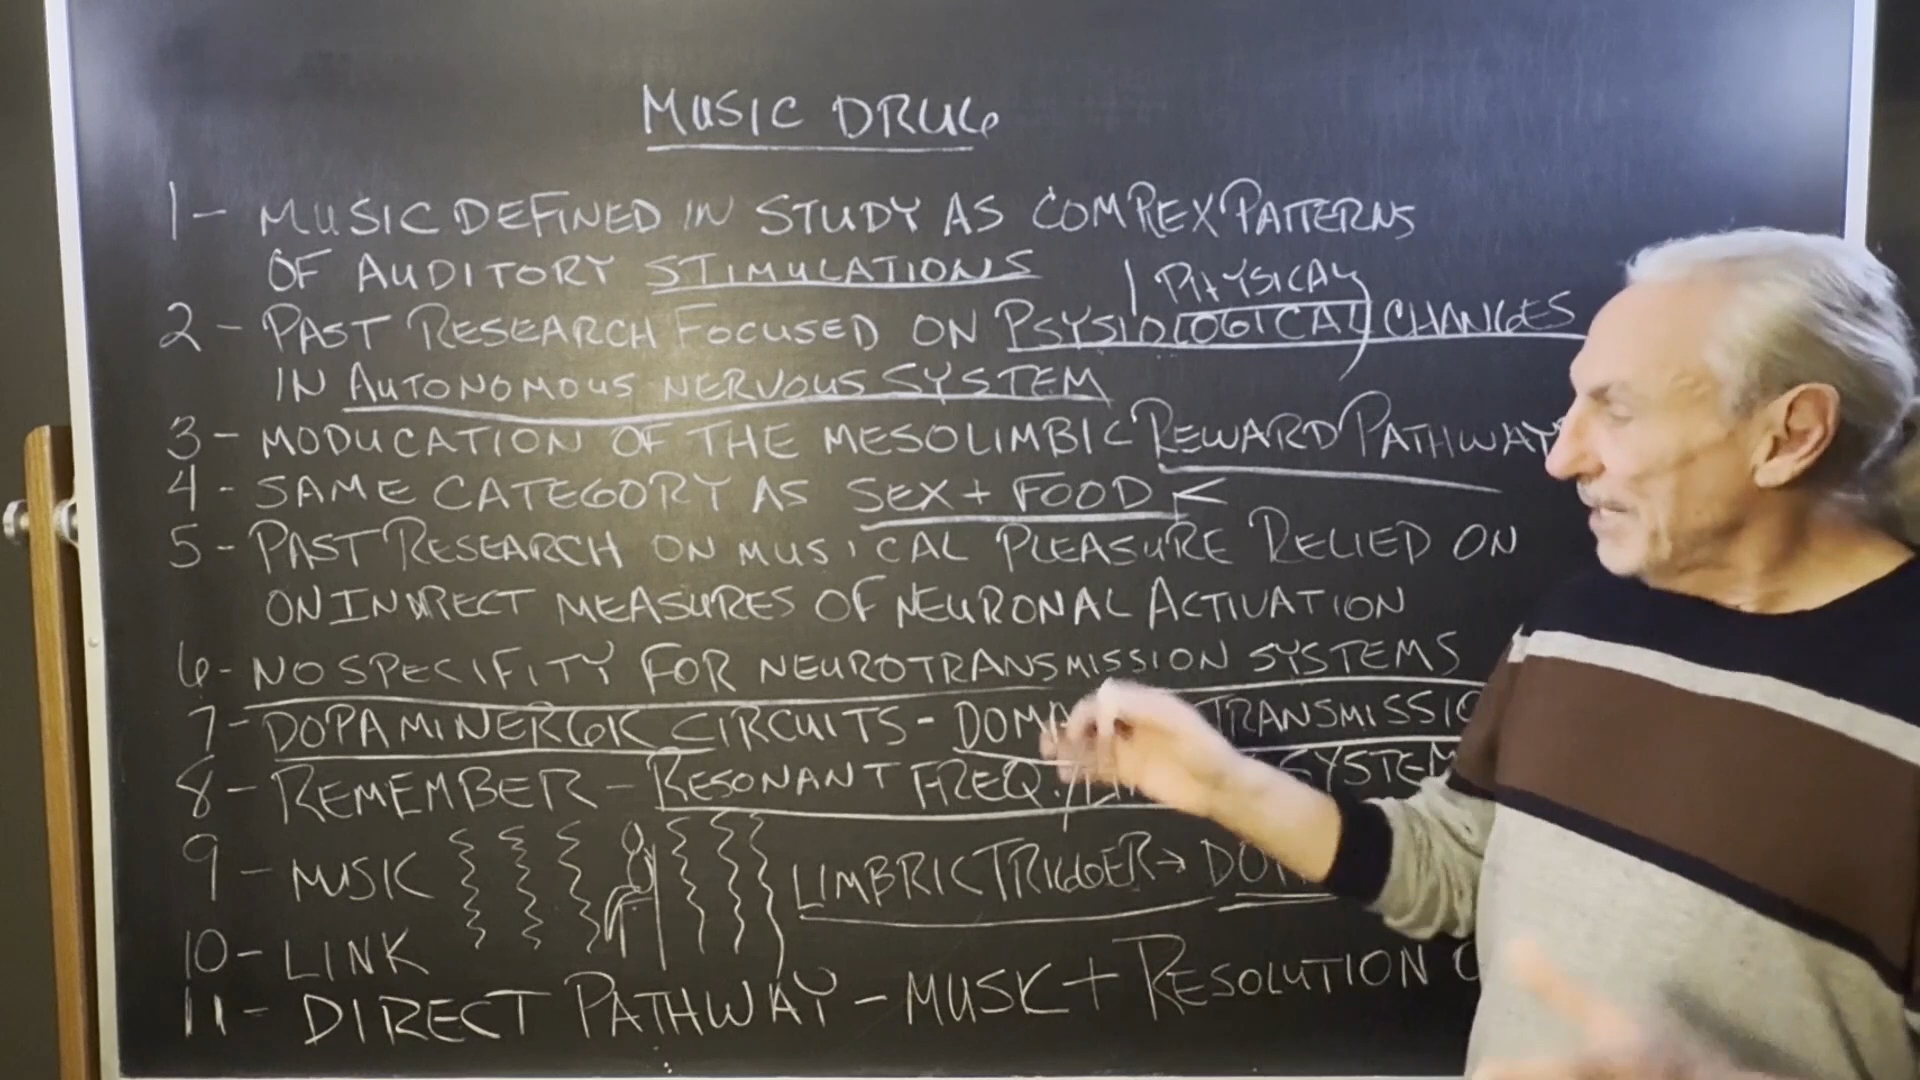 MUSIC DRUG
1- MUSIC DEFINED IN STUDY AS COMPLEX PATTERNS
OF AUDITORY STIMULATIONS
PHYSICAL
2- PAST RESEARCH FOCUSED ON PSYSIOLOGICAL CHANGES
IN AUTONOMOUS NERVOUS SYSTEM
3- MODUCATION OF THE MESOLIMBIC REWARD PATHWAY
4- SAME CATEGORY AS SEX + FOOD
5- PAST RESEARCH ON MUSICAL PLEASURE RELIED ON
ON INDIRECT MEASURES OF NEURONAL ACTIVATION
6- NO SPECIFITY FOR NEUROTRANSMISSION SYSTEMS
7- DOPAMINERGIC CIRCUITS - TRANSMISSIO
8- REMEMBER - RESONANT FREQ. SYSTEM
9- MUSIC LIMBRIC TRIGGER →
10- LINK
11- DIRECT PATHWAY - MUSIC + RESOLUTION